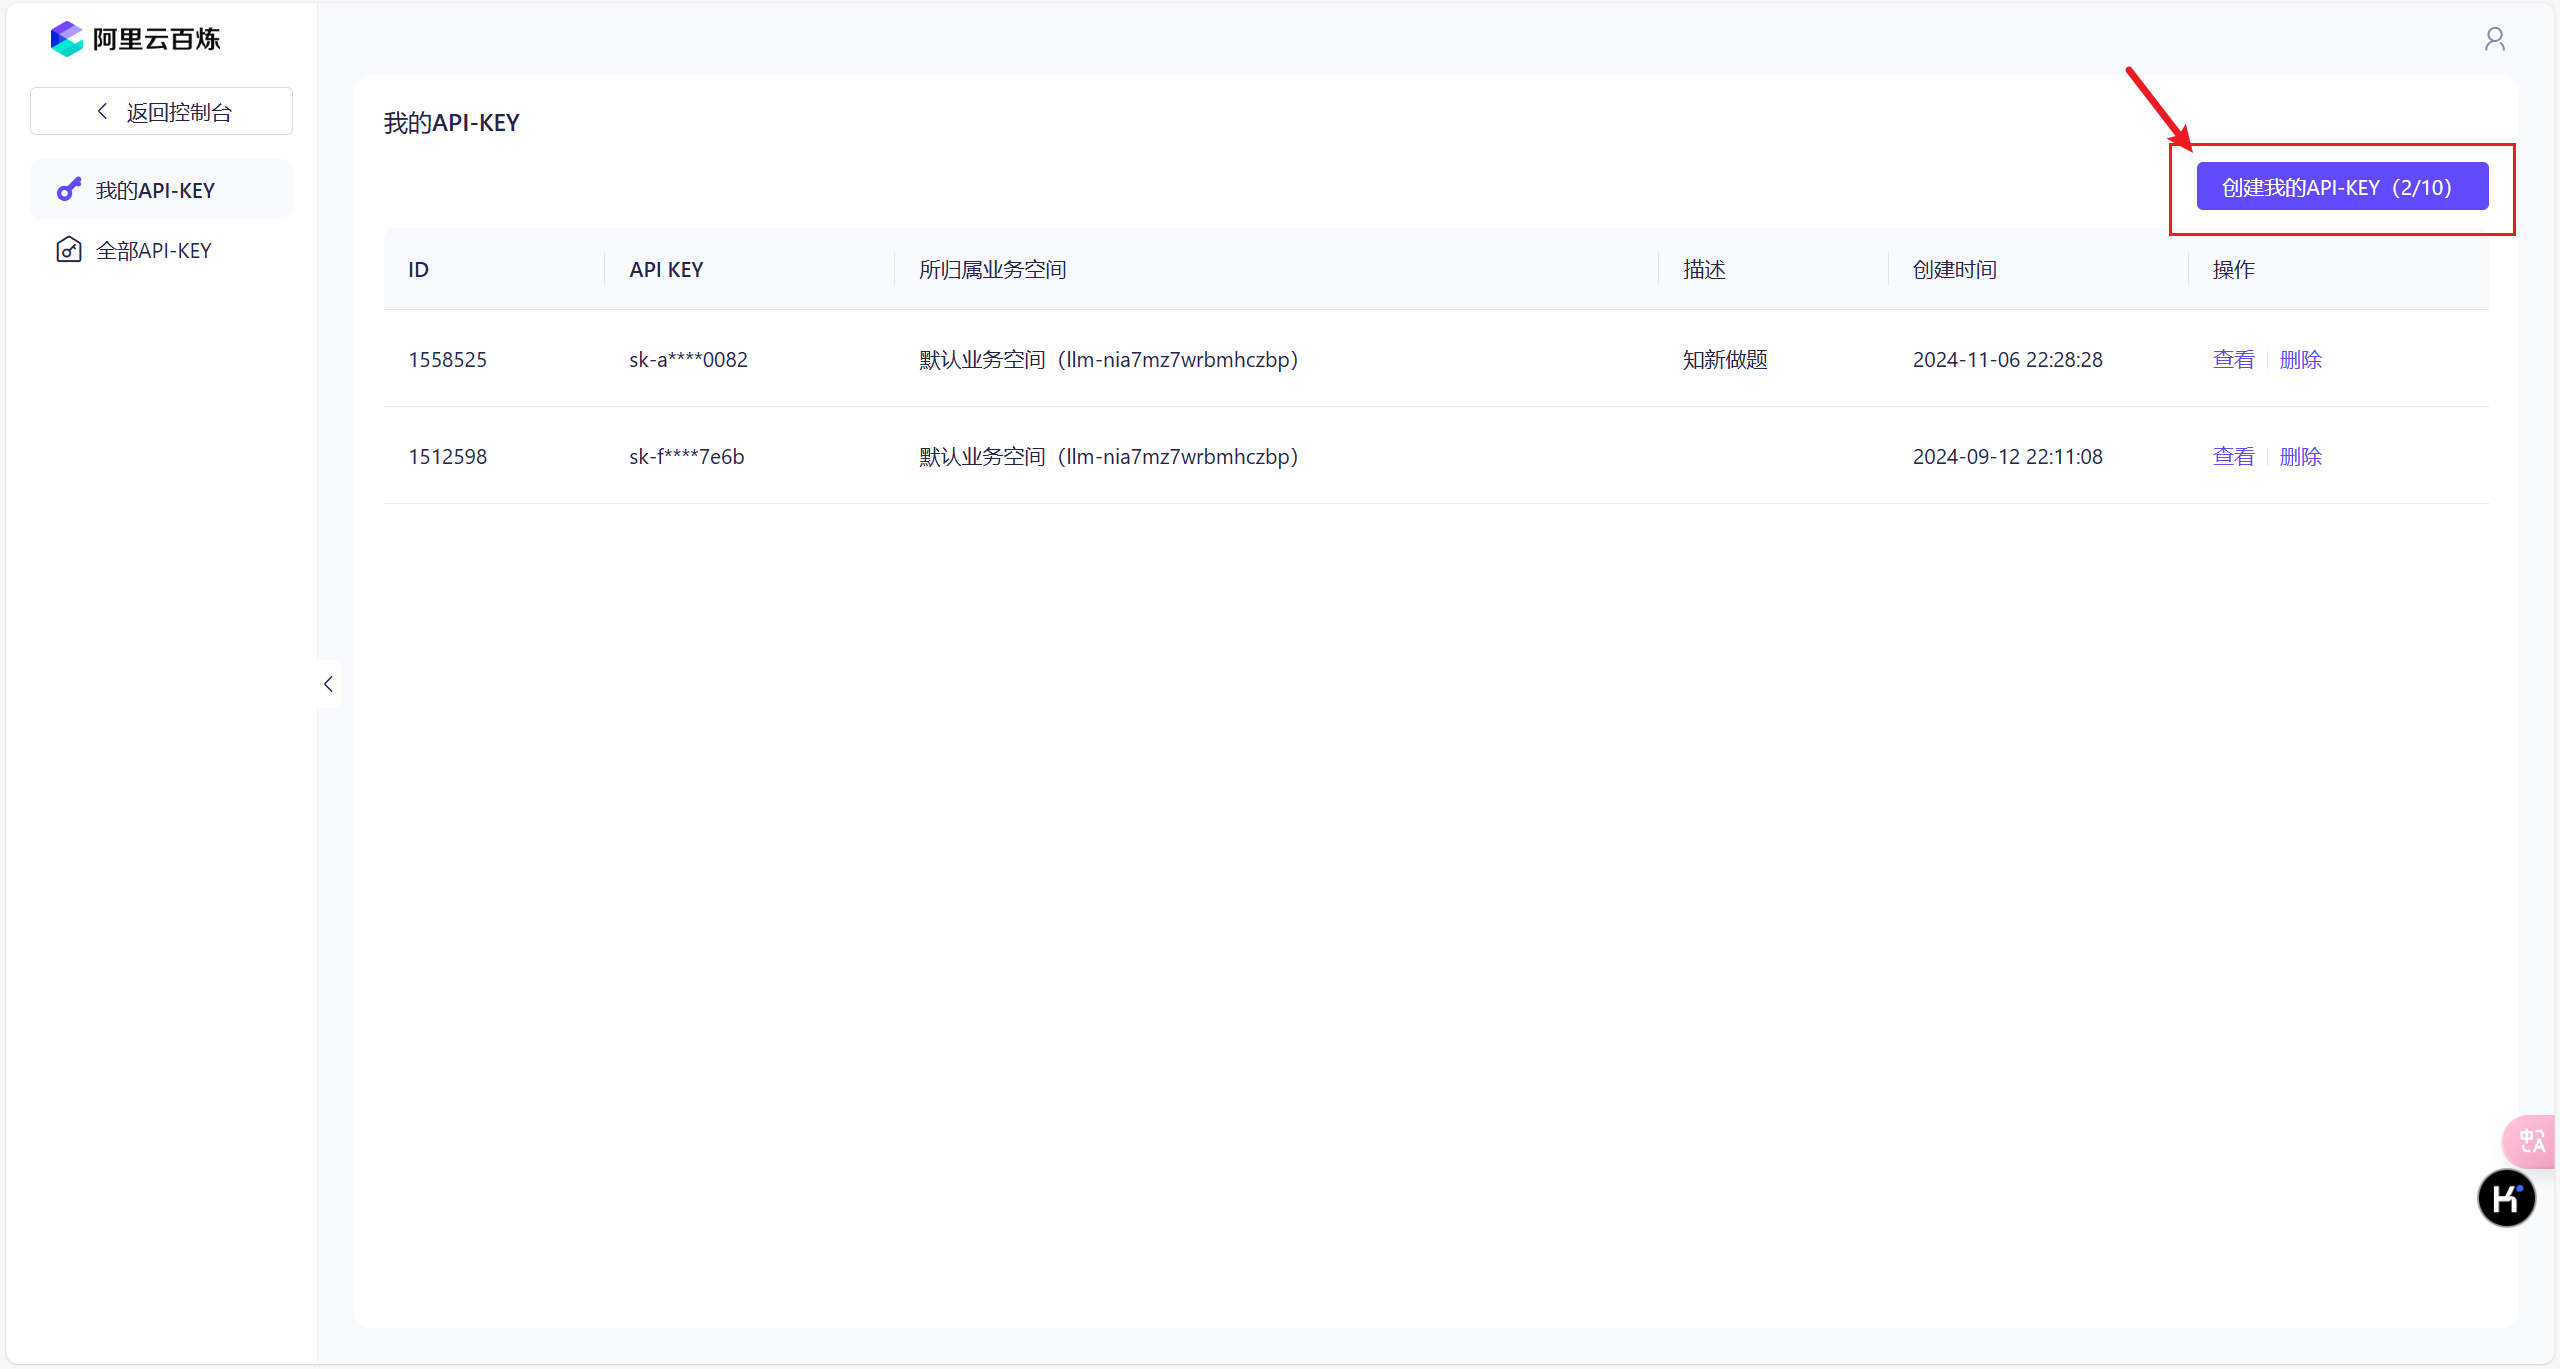 阿里云百炼
返回控制台
我的API-KEY
全部API-KEY
我的API-KEY
创建我的API-KEY（2/10）
ID API KEY 所归属业务空间 描述 创建时间 操作
1558525 sk-a****0082 默认业务空间（llm-nia7mz7wrbmhczbp） 知新做题 2024-11-06 22:28:28 查看 删除
1512598 sk-f****7e6b 默认业务空间（llm-nia7mz7wrbmhczbp） 2024-09-12 22:11:08 查看 删除
中A
K